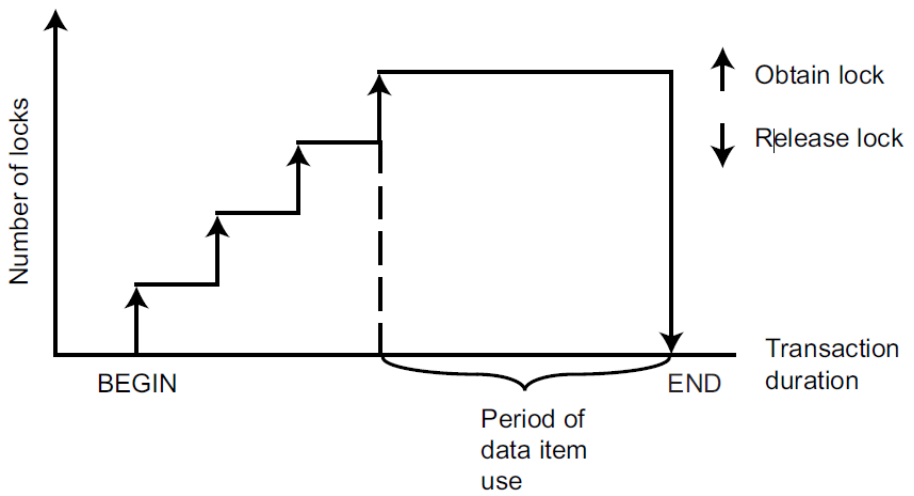 Number of locks
Obtain lock
Release lock
BEGIN
END
Transaction
duration
Period of
data item
use